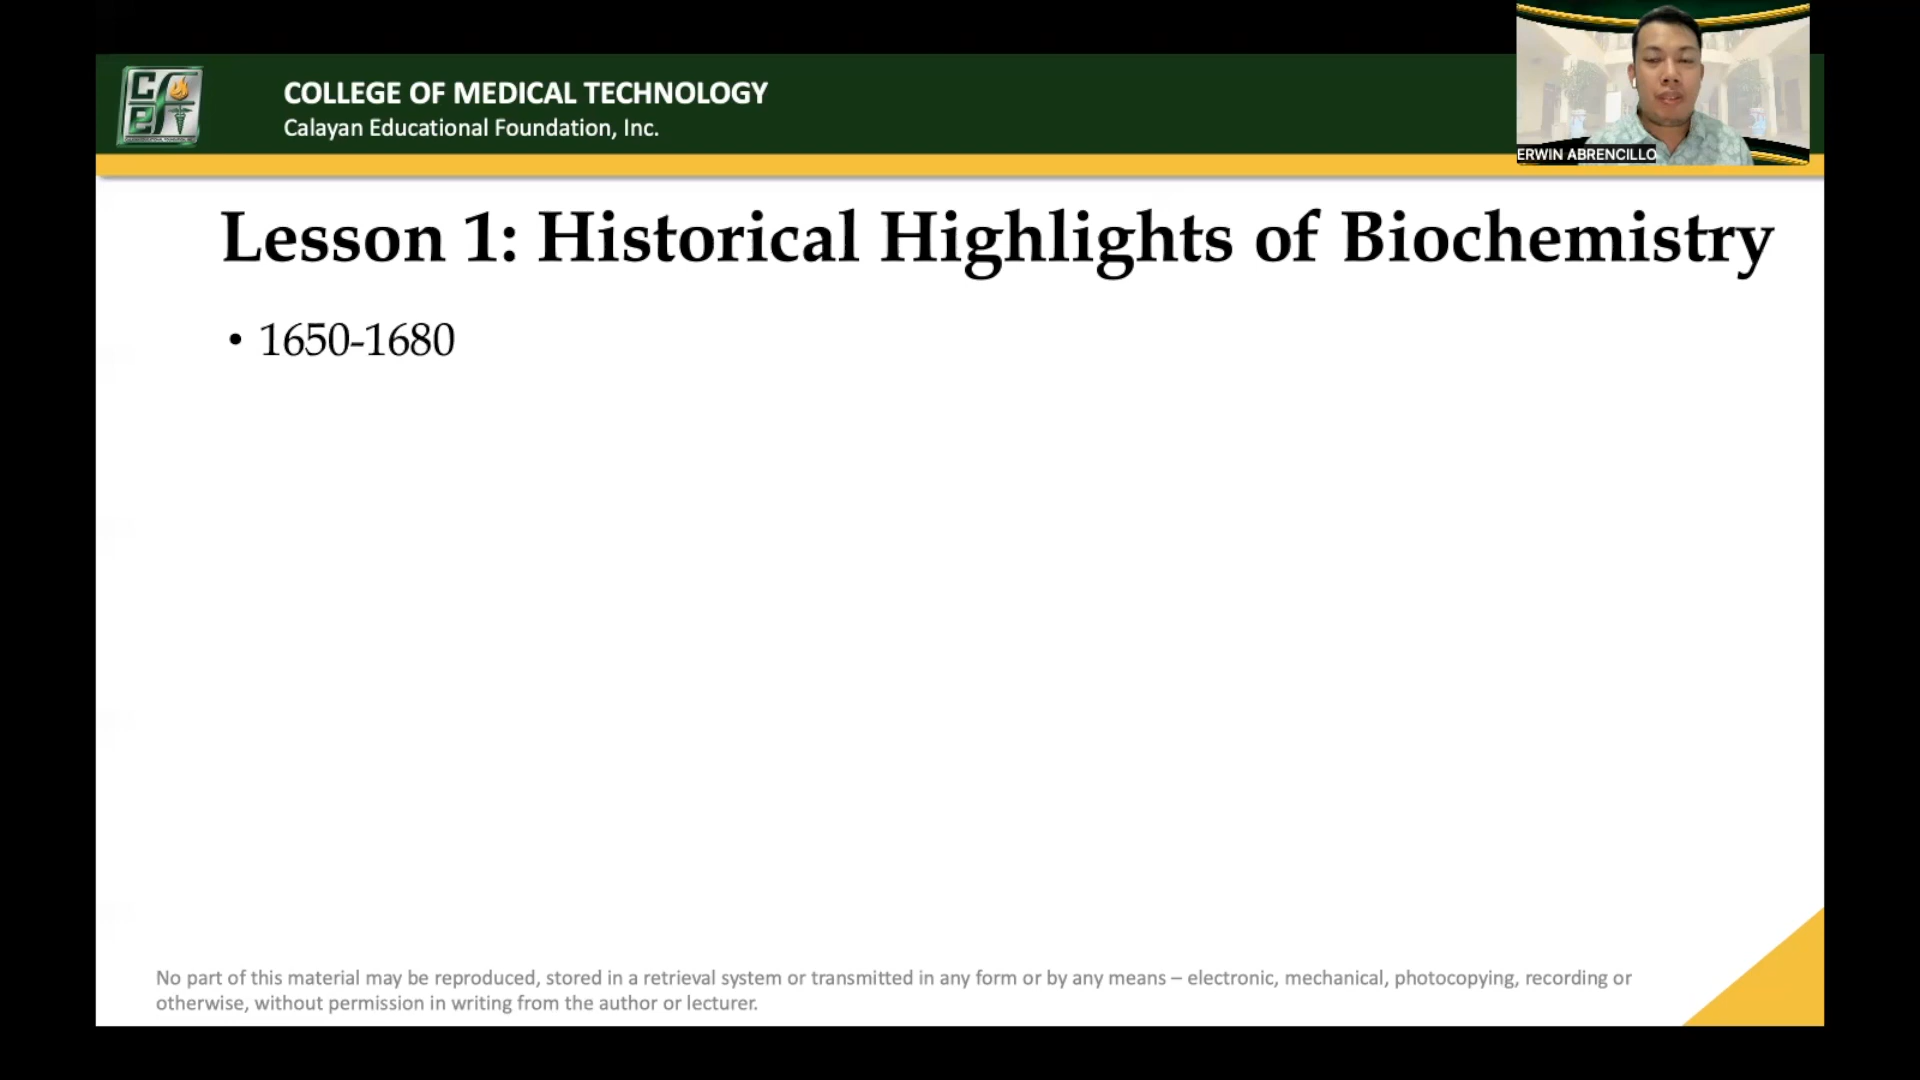 COLLEGE OF MEDICAL TECHNOLOGY
Calayan Educational Foundation, Inc.
ERWIN ABRENCILLO
Lesson 1: Historical Highlights of Biochemistry
• 1650-1680
No part of this material may be reproduced, stored in a retrieval system or transmitted in any form or by any means – electronic, mechanical, photocopying, recording or
otherwise, without permission in writing from the author or lecturer.